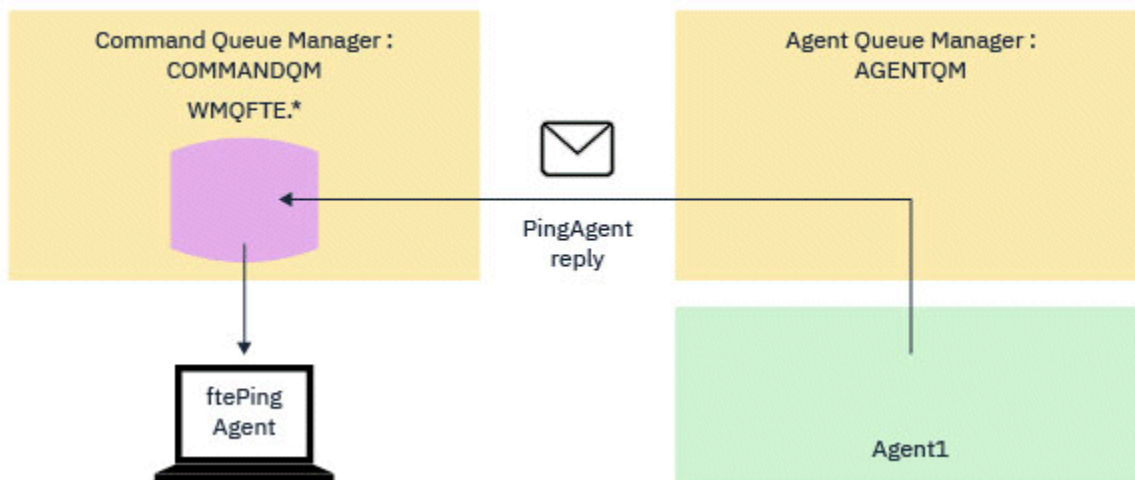 Command Queue Manager :
COMMANDQM
WMQFTE.*
Agent Queue Manager :
AGENTQM
PingAgent
reply
ftePing
Agent
Agent1